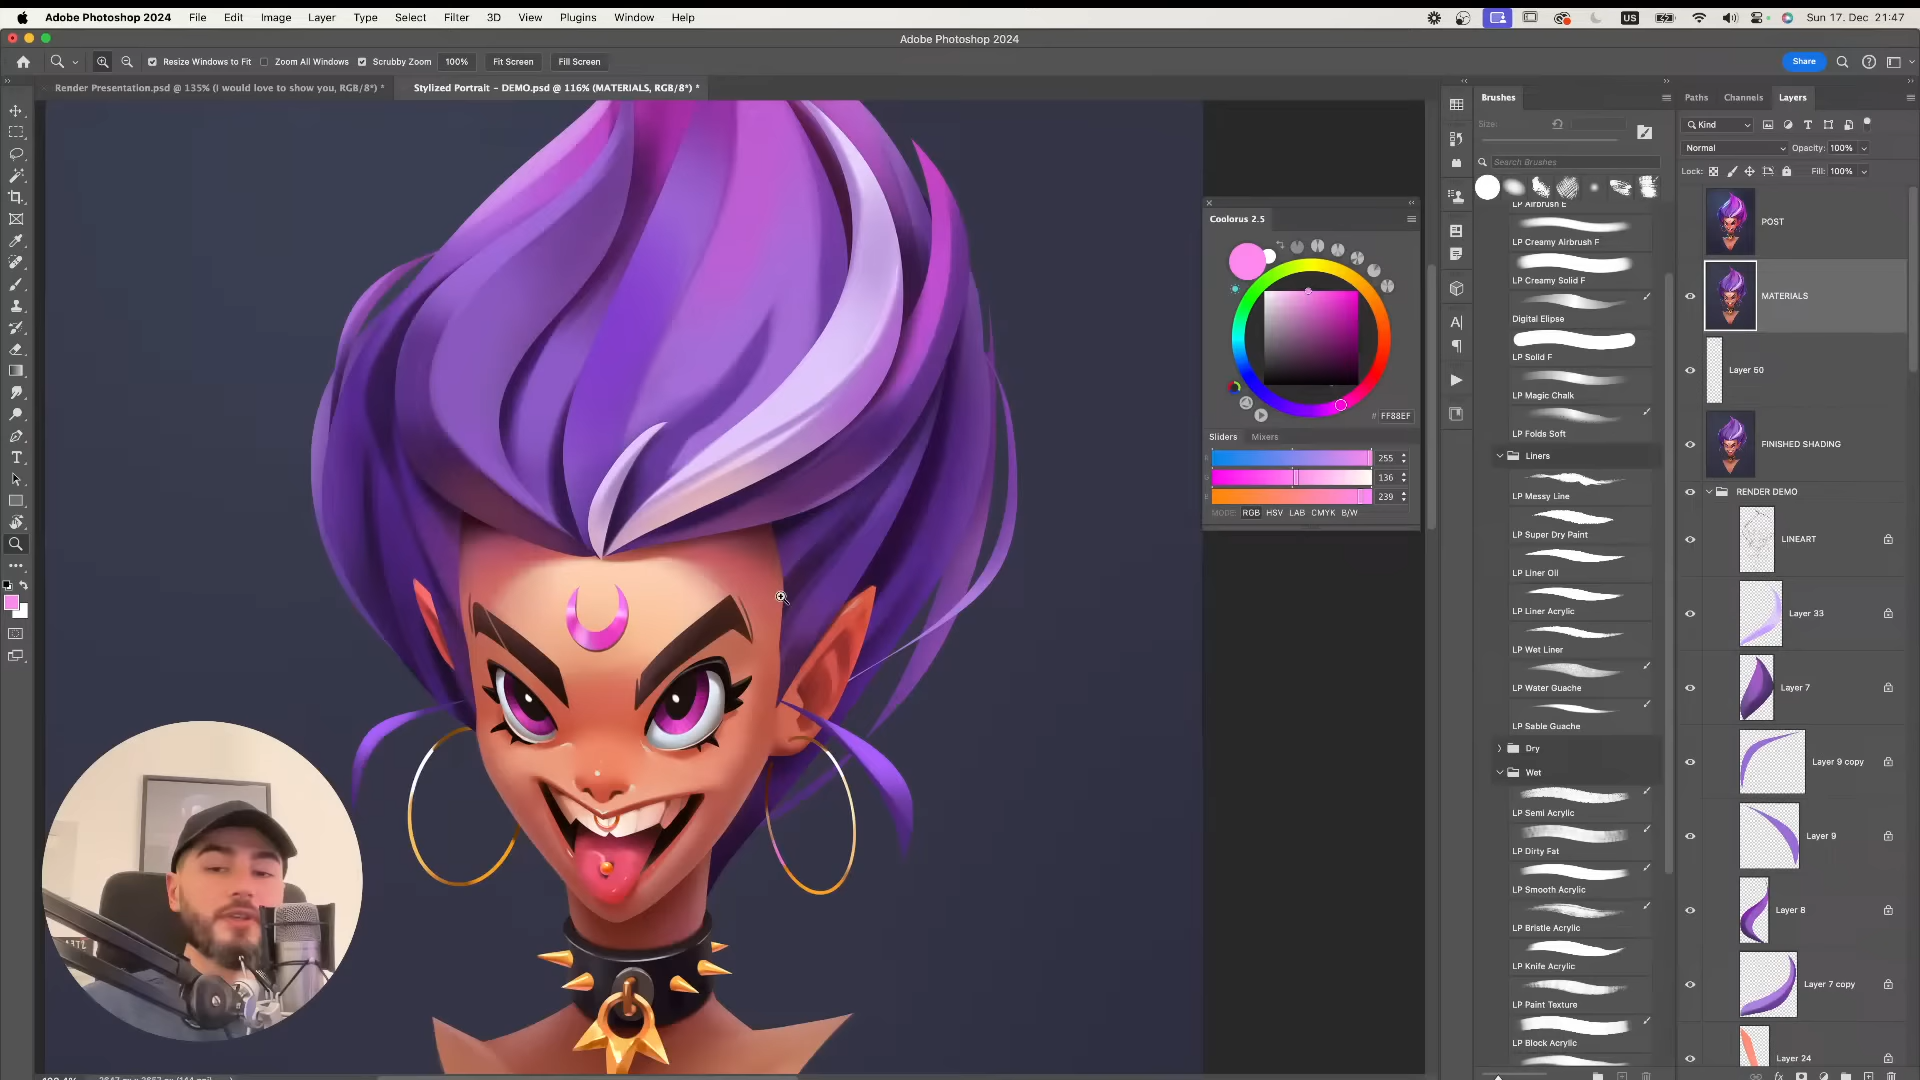 Adobe Photoshop 2024 File Edit Image Layer Type Select Filter 3D View Plugins Window Help
US Sun 17. Dec 21:47
Adobe Photoshop 2024
Resize Windows to Fit Zoom All Windows Scrubby Zoom 100% Fit Screen Fill Screen
Share
Render Presentation.psd @ 135% (I would love to show you, RGB/8*) *
Stylized Portrait - DEMO.psd @ 116% (MATERIALS, RGB/8*) *
Coolorus 2.5
# FF88EF
Sliders Mixers
255
136
239
MODE: RGB HSV LAB CMYK B/W
Brushes
Size:
Search Brushes
LP Airbrush E
LP Creamy Airbrush F
LP Creamy Solid F
Digital Elipse
LP Solid F
LP Magic Chalk
LP Folds Soft
Liners
LP Messy Line
LP Super Dry Paint
LP Liner Oil
LP Liner Acrylic
LP Wet Liner
LP Water Guache
LP Sable Guache
Dry
Wet
LP Semi Acrylic
LP Dirty Fat
LP Smooth Acrylic
LP Bristle Acrylic
LP Knife Acrylic
LP Paint Texture
LP Block Acrylic
Paths Channels Layers
Kind
Normal Opacity: 100%
Lock: Fill: 100%
POST
MATERIALS
Layer 60
FINISHED SHADING
RENDER DEMO
LINEART
Layer 33
Layer 7
Layer 9 copy
Layer 9
Layer 8
Layer 7 copy
Layer 24